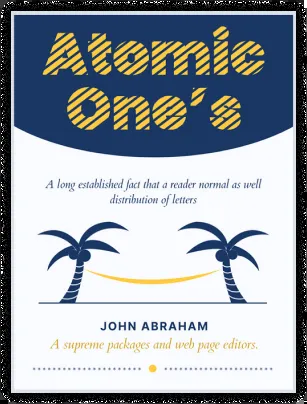 Atomic
One's
A long established fact that a reader normal as well
distribution of letters
JOHN ABRAHAM
A supreme packages and web page editors.